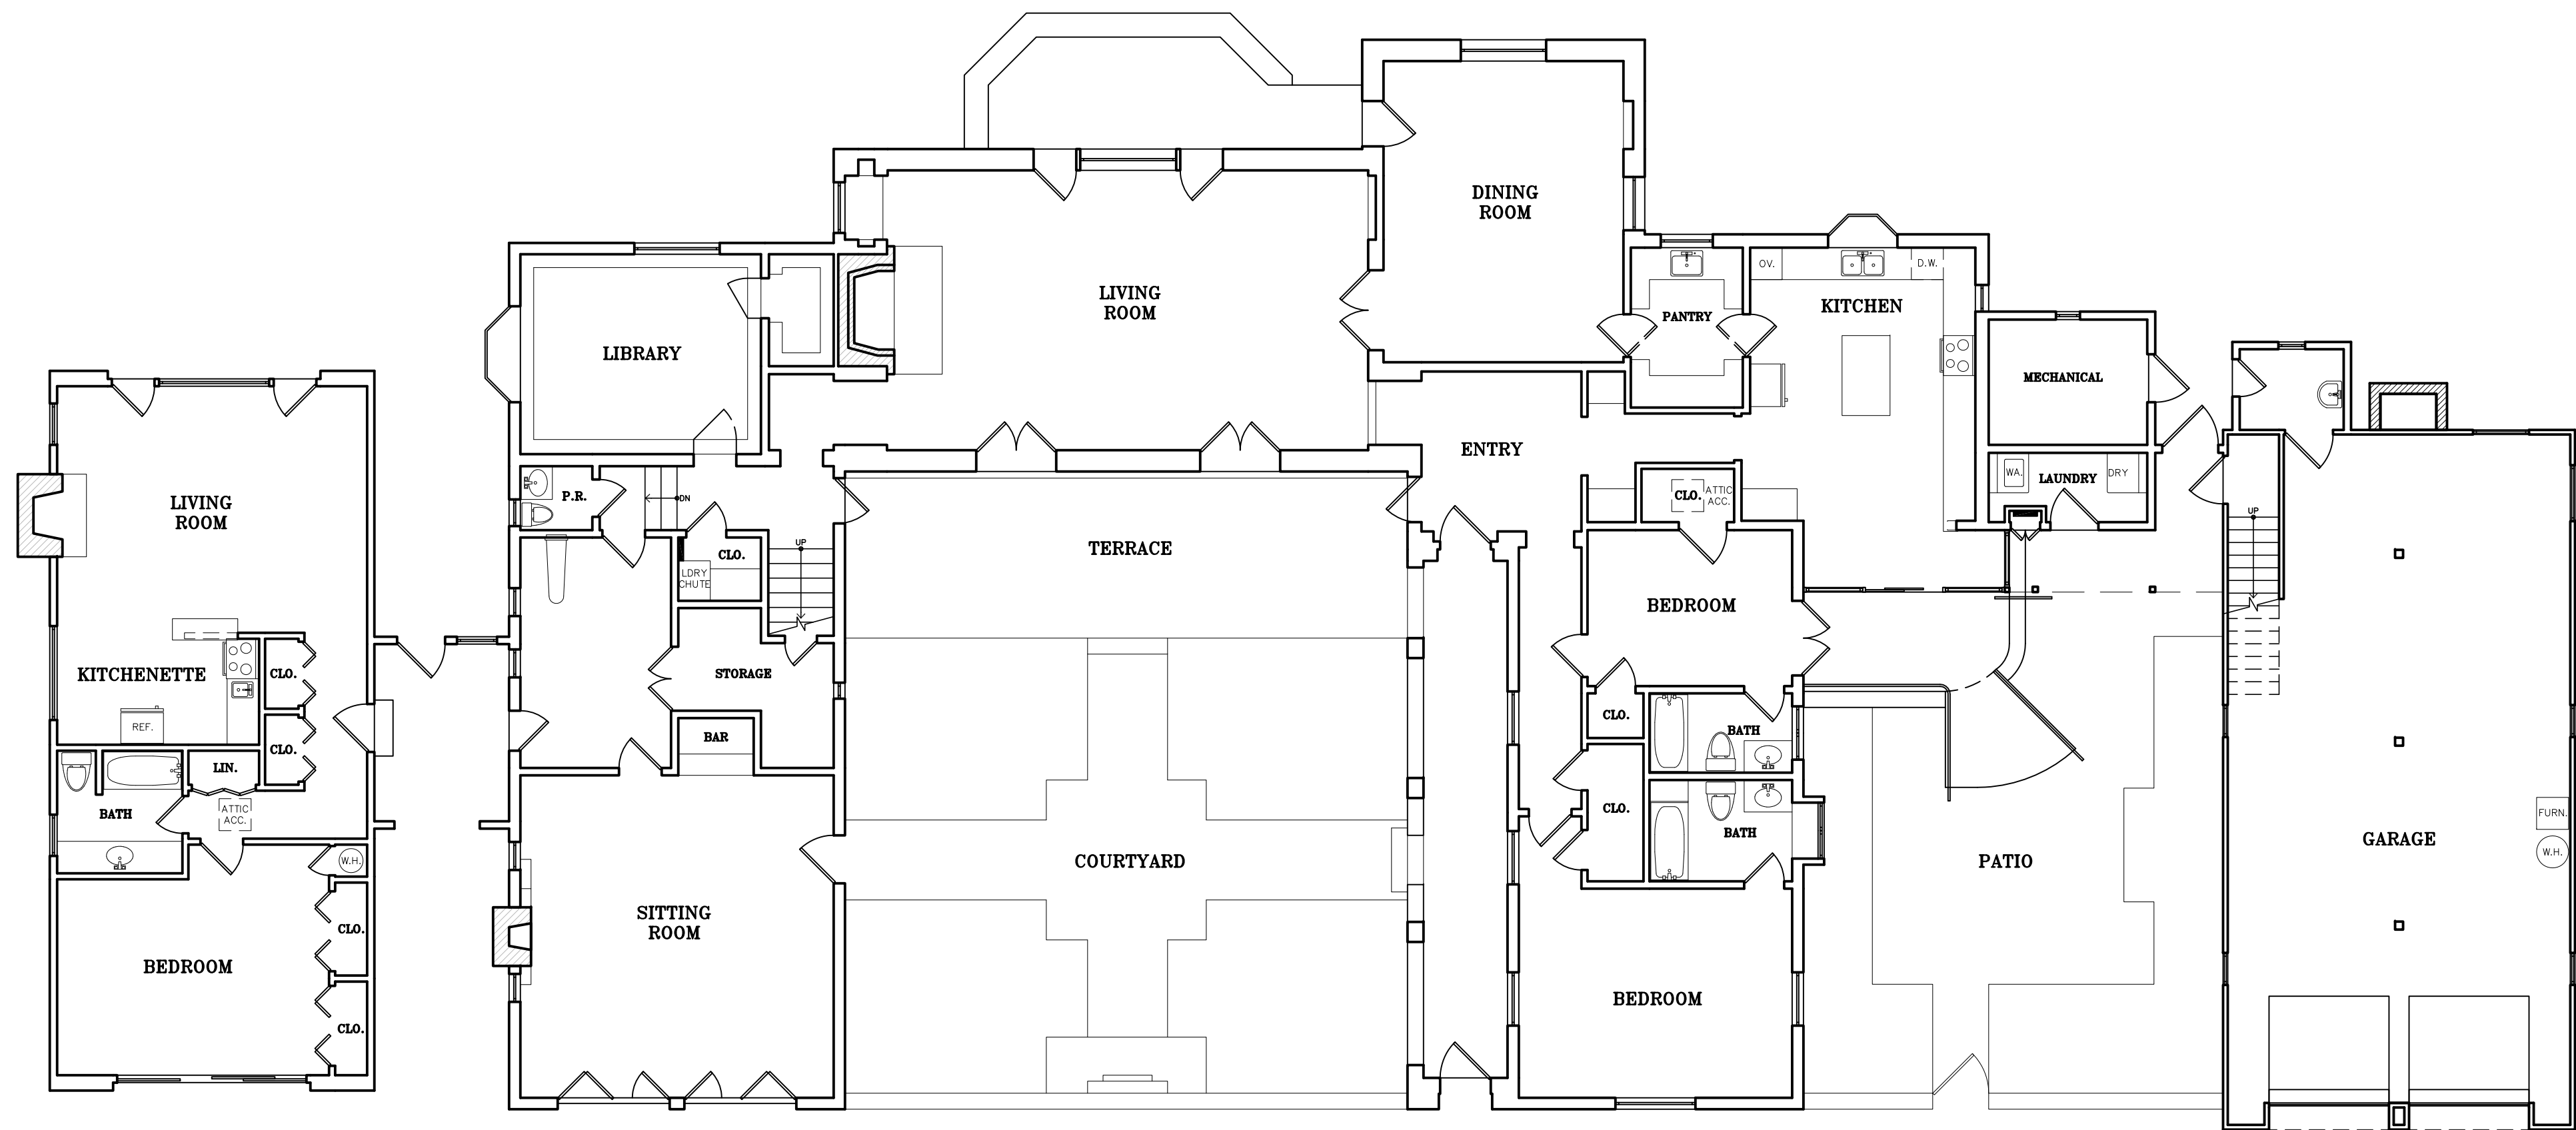 DINING
ROOM
LIVING
ROOM
LIBRARY
OV.
D.W.
KITCHEN
PANTRY
MECHANICAL
LIVING
ROOM
ENTRY
P.R.
DN
CLO.
ATTIC
ACC.
WA.
LAUNDRY
DRY
UP
UP
TERRACE
CLO.
LDRY
CHUTE
BEDROOM
KITCHENETTE
CLO.
STORAGE
REF.
CLO.
LIN.
BAR
CLO.
BATH
ATTIC
ACC.
BATH
CLO.
BATH
FURN.
W.H.
GARAGE
W.H.
COURTYARD
PATIO
SITTING
ROOM
CLO.
BEDROOM
BEDROOM
CLO.